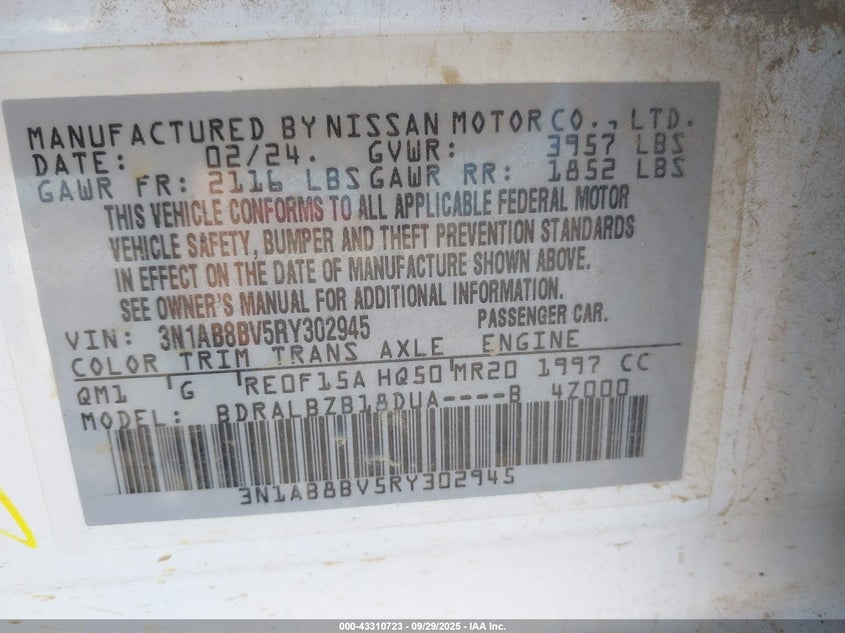 MANUFACTURED BY NISSAN MOTOR CO., LTD.
DATE: 02/24. GVWR: 3957 LBS
GAWR FR: 2116 LBS GAWR RR: 1852 LBS
THIS VEHICLE CONFORMS TO ALL APPLICABLE FEDERAL MOTOR
VEHICLE SAFETY, BUMPER AND THEFT PREVENTION STANDARDS
IN EFFECT ON THE DATE OF MANUFACTURE SHOWN ABOVE.
SEE OWNER'S MANUAL FOR ADDITIONAL INFORMATION.
VIN: 3N1AB8BV5RY302945 PASSENGER CAR.
COLOR TRIM TRANS AXLE ENGINE
QM1 G RE0F15A HQ50 MR20 1997 CC
MODEL: BDRALBZB18DUA----B 4Z000
3N1AB8BV5RY302945
000-43310723 - 09/29/2025 - IAA Inc.